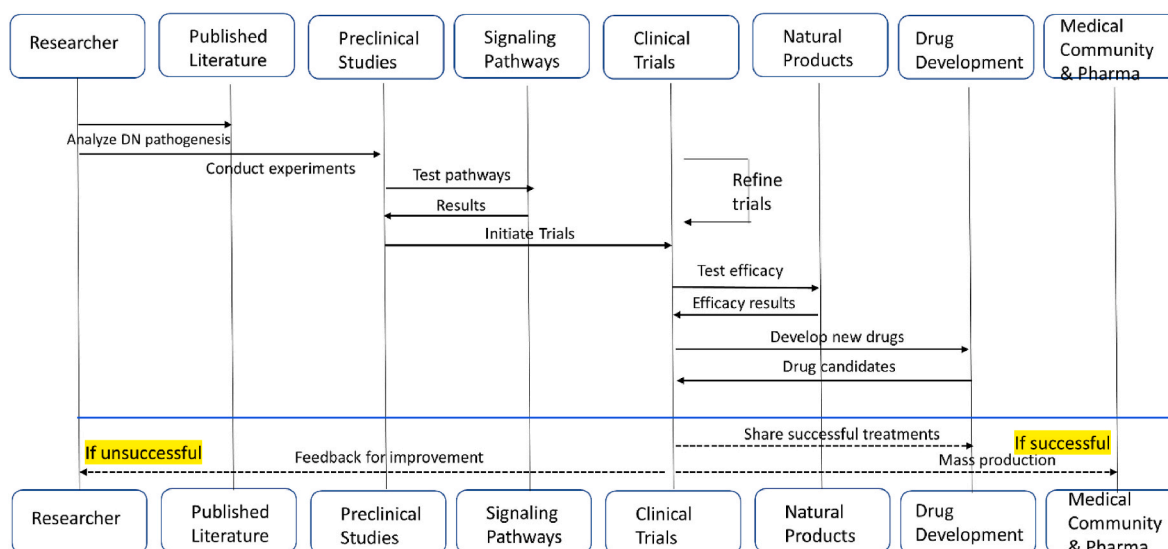 Researcher
Published
Literature
Preclinical
Studies
Signaling
Pathways
Clinical
Trials
Natural
Products
Drug
Development
Medical
Community
& Pharma
Analyze DN pathogenesis
Conduct experiments
Test pathways
Refine
trials
Results
Initiate Trials
Test efficacy
Efficacy results
Develop new drugs
Drug candidates
Share successful treatments
If successful
If unsuccessful
Feedback for improvement
Mass production
Researcher
Published
Literature
Preclinical
Studies
Signaling
Pathways
Clinical
Trials
Natural
Products
Drug
Development
Medical
Community
& Pharma